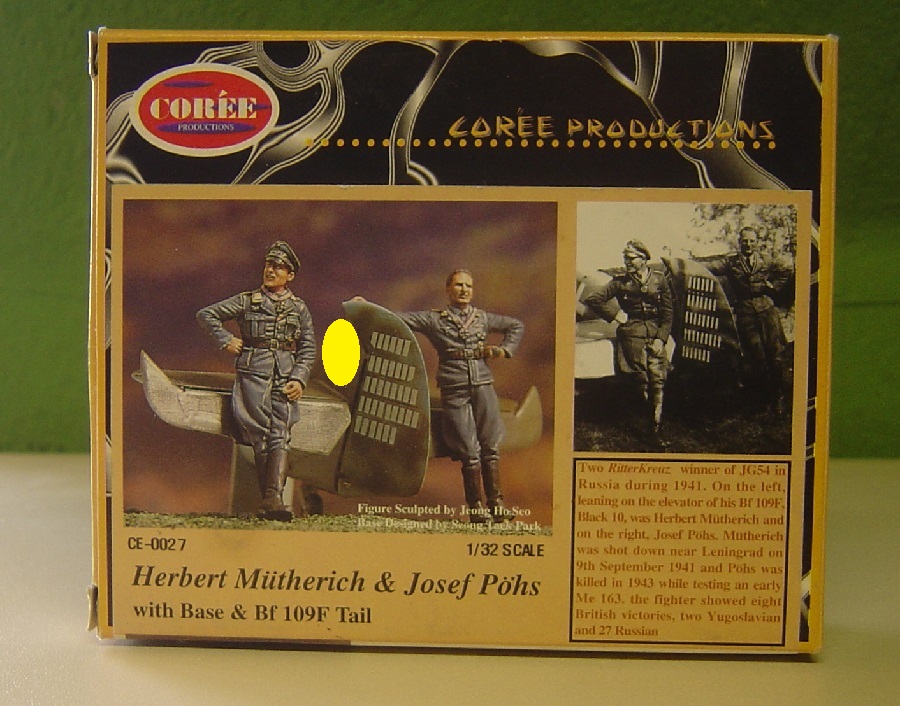 CORÉE
PRODUCTIONS
CORÉE PRODUCTIONS
Figure Sculpted by Jeong Ho Seo
Base Designed by Seong Tack Park
CE-0027
1/32 SCALE
Herbert Mütherich & Josef Pöhs
with Base & Bf 109F Tail
Two RitterKreuz winner of JG54 in
Russia during 1941. On the left,
leaning on the elevator of his Bf 109F,
Black 10, was Herbert Mütherich and
on the right, Josef Pöhs. Mütherich
was shot down near Leningrad on
9th September 1941 and Pöhs was
killed in 1943 while testing an early
Me 163. the fighter showed eight
British victories, two Yugoslavian
and 27 Russian